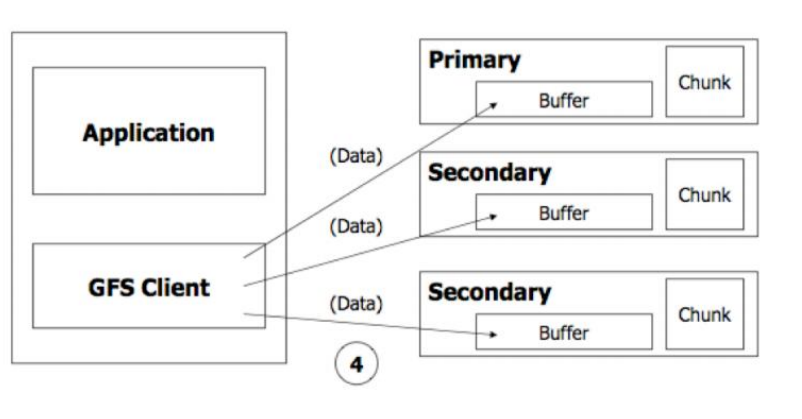 Application
GFS Client
(Data)
(Data)
(Data)
4
Primary
Buffer
Chunk
Secondary
Buffer
Chunk
Secondary
Buffer
Chunk